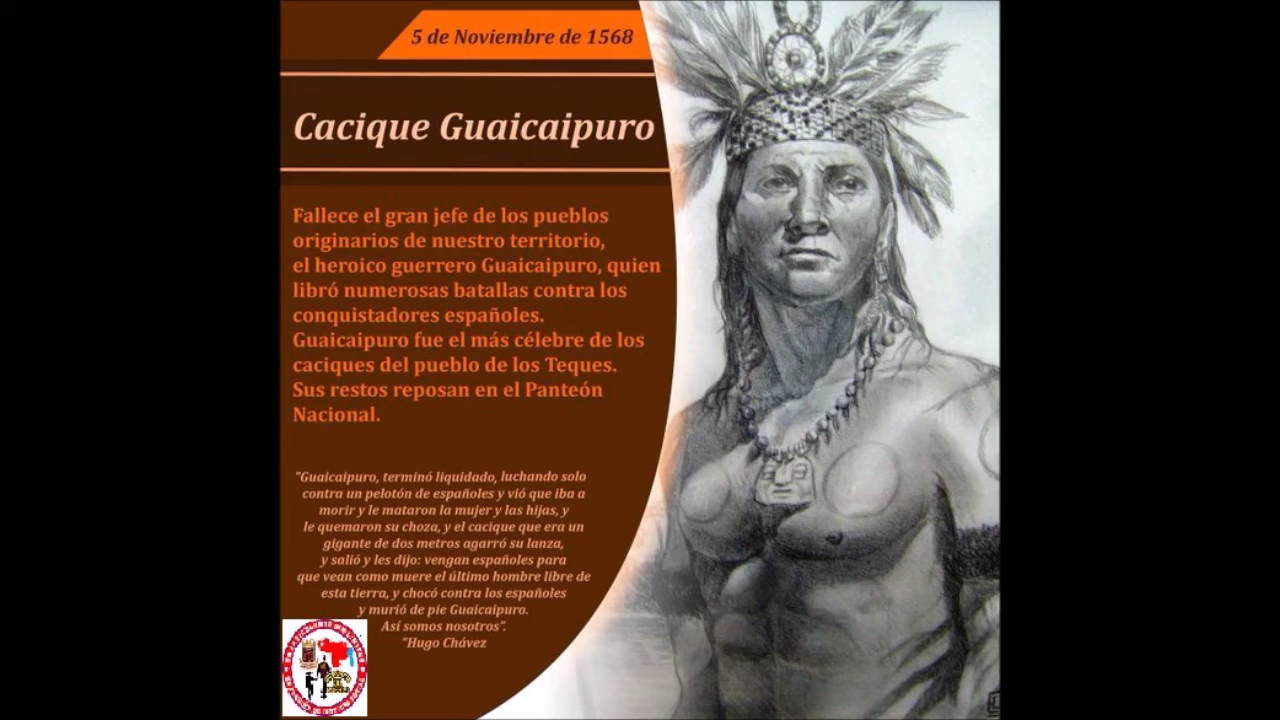 5 de Noviembre de 1568
Cacique Guaicaipuro
Fallece el gran jefe de los pueblos
originarios de nuestro territorio,
el heroico guerrero Guaicaipuro, quien
libró numerosas batallas contra los
conquistadores españoles.
Guaicaipuro fue el más célebre de los
caciques del pueblo de los Teques.
Sus restos reposan en el Panteón
Nacional.
"Guaicaipuro, terminó liquidado, luchando solo
contra un pelotón de españoles y vió que iba a
morir y le mataron la mujer y las hijas, y
le quemaron su choza, y el cacique que era un
gigante de dos metros agarró su lanza,
y salió y les dijo: vengan españoles para
que vean como muere el último hombre libre de
esta tierra, y chocó contra los españoles
y murió de pie Guaicaipuro.
Así somos nosotros".
"Hugo Chávez